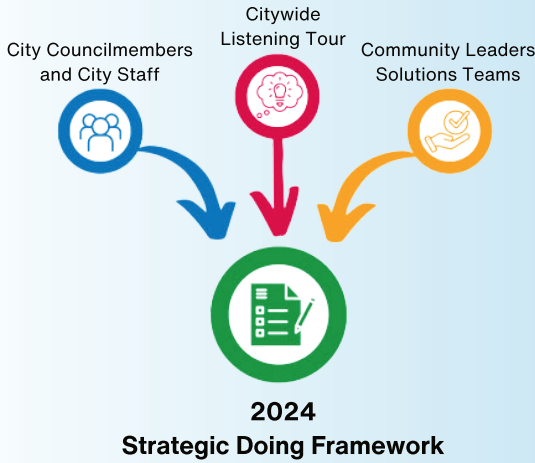 City Councilmembers
and City Staff
Citywide
Listening Tour
Community Leaders
Solutions Teams
2024
Strategic Doing Framework